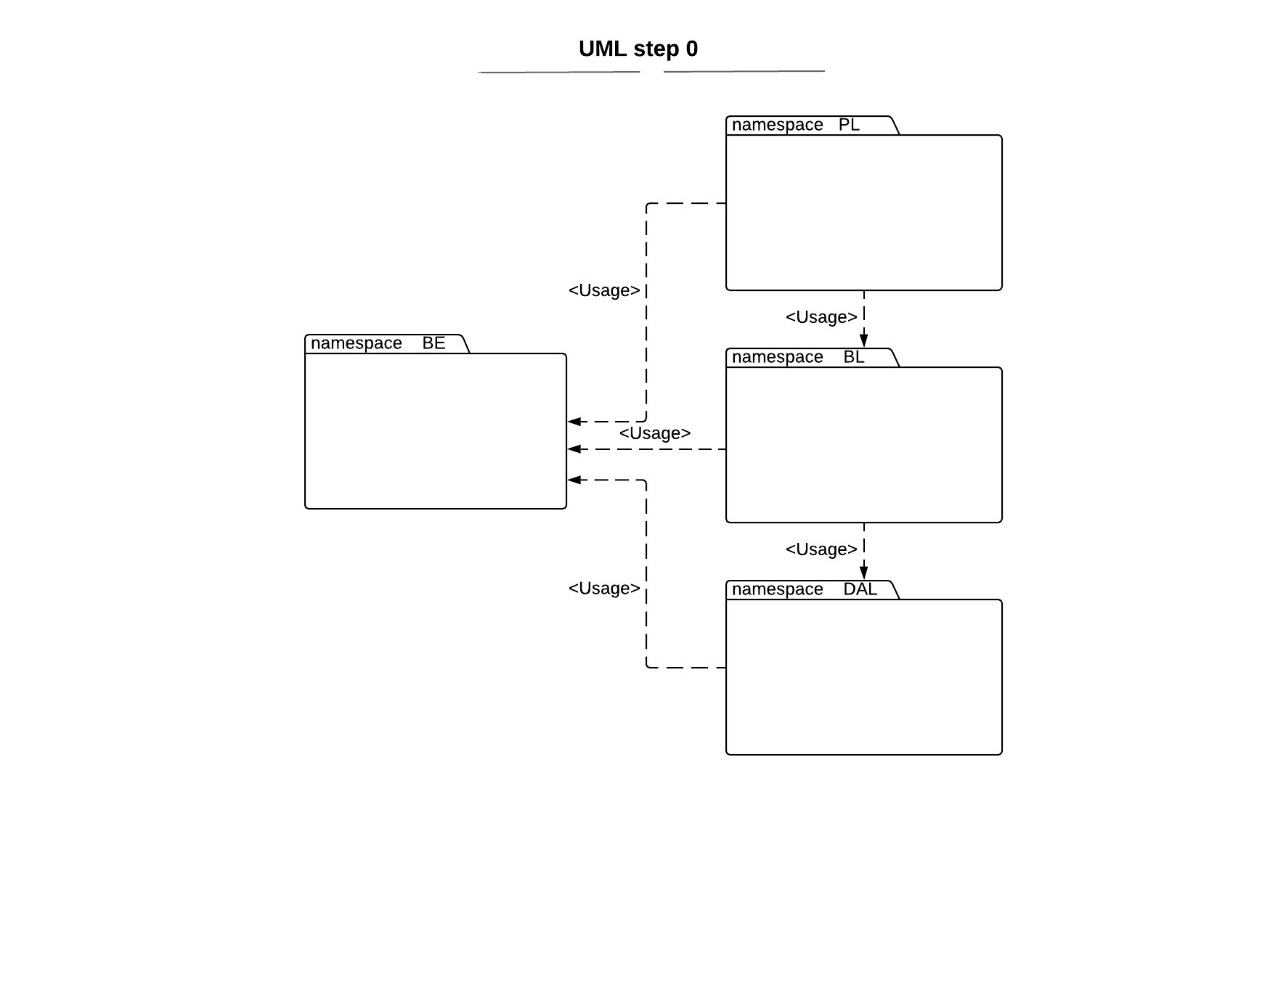 UML step 0
namespace PL
<Usage>
<Usage>
namespace BE
namespace BL
<Usage>
<Usage>
<Usage>
namespace DAL